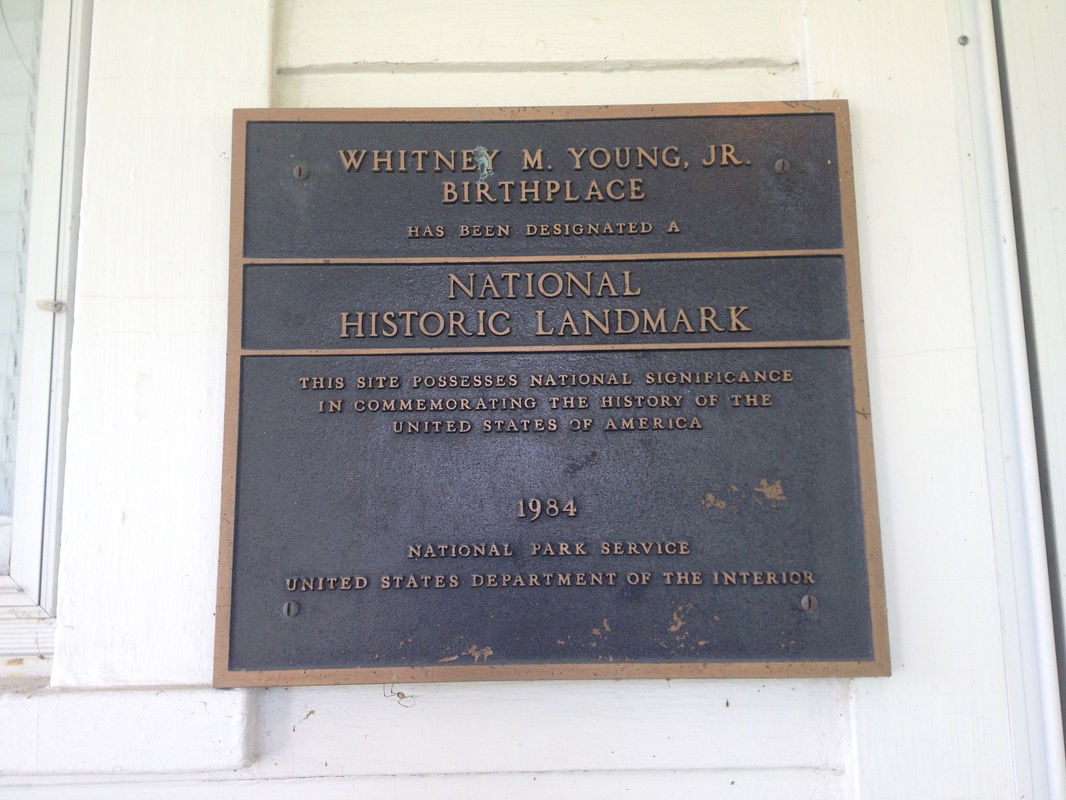 WHITNEY M. YOUNG, JR.
BIRTHPLACE
HAS BEEN DESIGNATED A
NATIONAL
HISTORIC LANDMARK
THIS SITE POSSESSES NATIONAL SIGNIFICANCE
IN COMMEMORATING THE HISTORY OF THE
UNITED STATES OF AMERICA
1984
NATIONAL PARK SERVICE
UNITED STATES DEPARTMENT OF THE INTERIOR